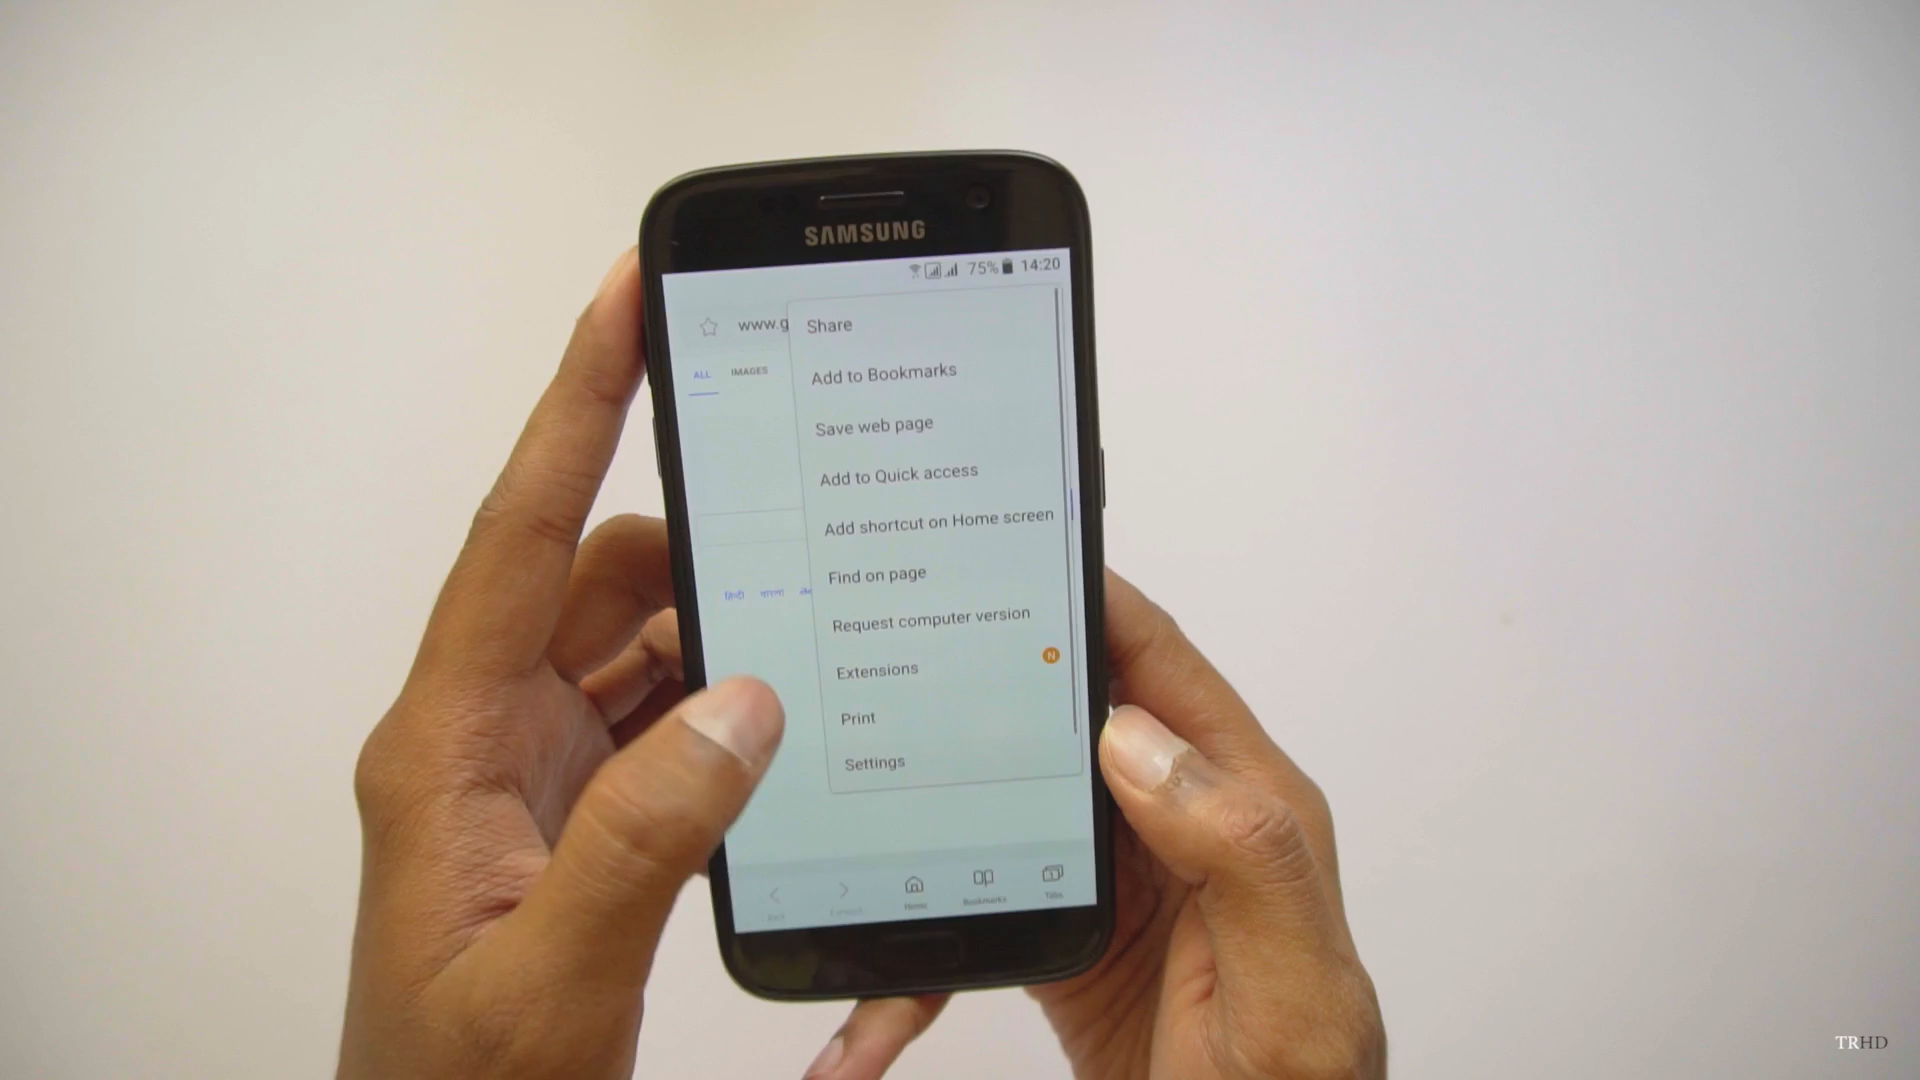 SAMSUNG
75% 14:20
www.g
Share
ALL IMAGES
Add to Bookmarks
Save web page
Add to Quick access
Add shortcut on Home screen
Find on page
हिन्दी বাংলা
Request computer version
Extensions N
Print
Settings
Home Bookmarks Tabs
TRHD